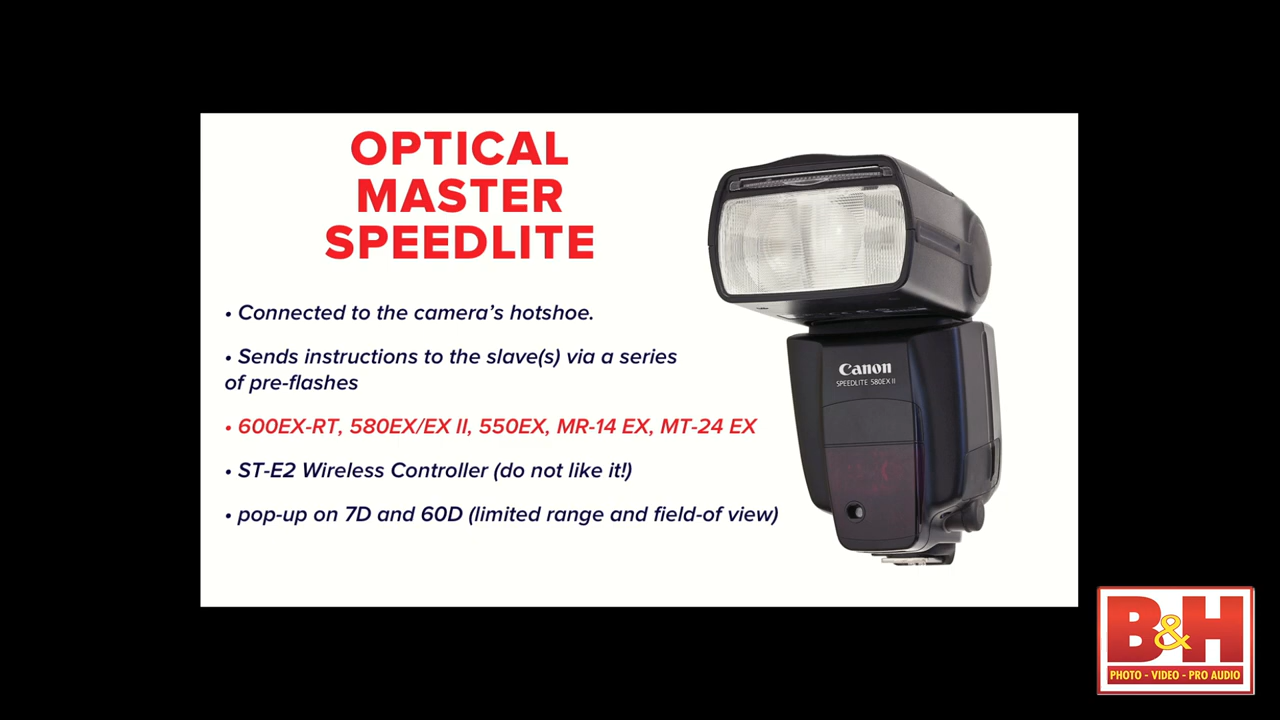 OPTICAL
MASTER
SPEEDLITE
• Connected to the camera's hotshoe.
• Sends instructions to the slave(s) via a series
of pre-flashes
• 600EX-RT, 580EX/EX II, 550EX, MR-14 EX, MT-24 EX
• ST-E2 Wireless Controller (do not like it!)
• pop-up on 7D and 60D (limited range and field-of view)
Canon
SPEEDLITE 580EX II
B&H
PHOTO - VIDEO - PRO AUDIO